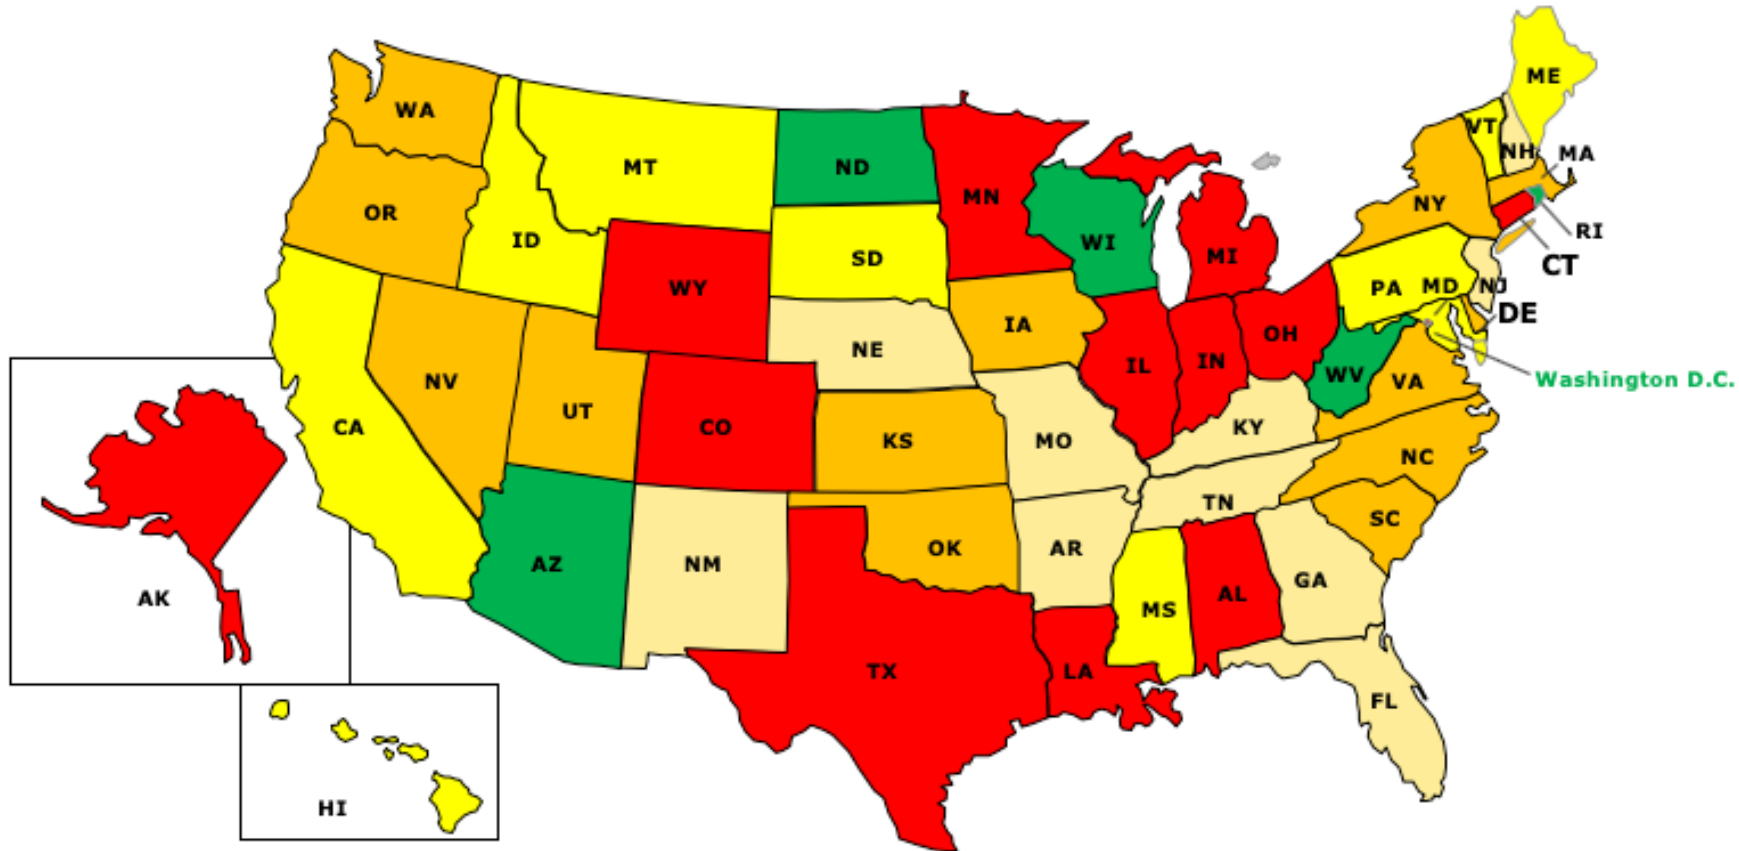 ME
WA
VT
NH
MA
MT
ND
MN
OR
NY
RI
ID
WI
SD
MI
CT
WY
PA
MD
NJ
DE
IA
OH
NE
IL
IN
WV
VA
Washington D.C.
NV
UT
CA
CO
KS
MO
KY
NC
TN
SC
AZ
NM
OK
AR
GA
AK
MS
AL
TX
LA
FL
HI